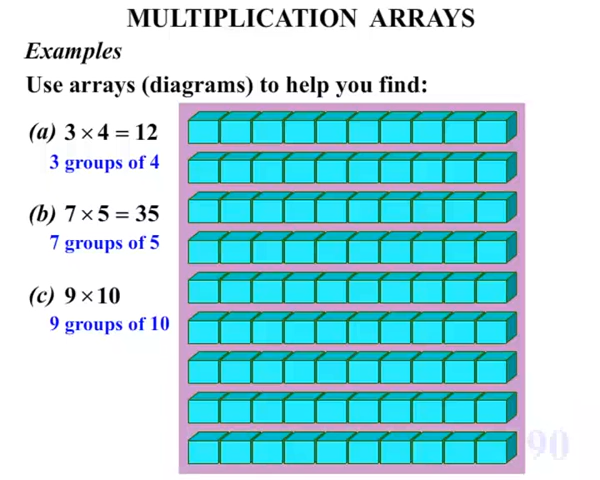 MULTIPLICATION ARRAYS
Examples
Use arrays (diagrams) to help you find:
(a) 3 × 4 = 12
3 groups of 4
(b) 7 × 5 = 35
7 groups of 5
(c) 9 × 10
9 groups of 10
90